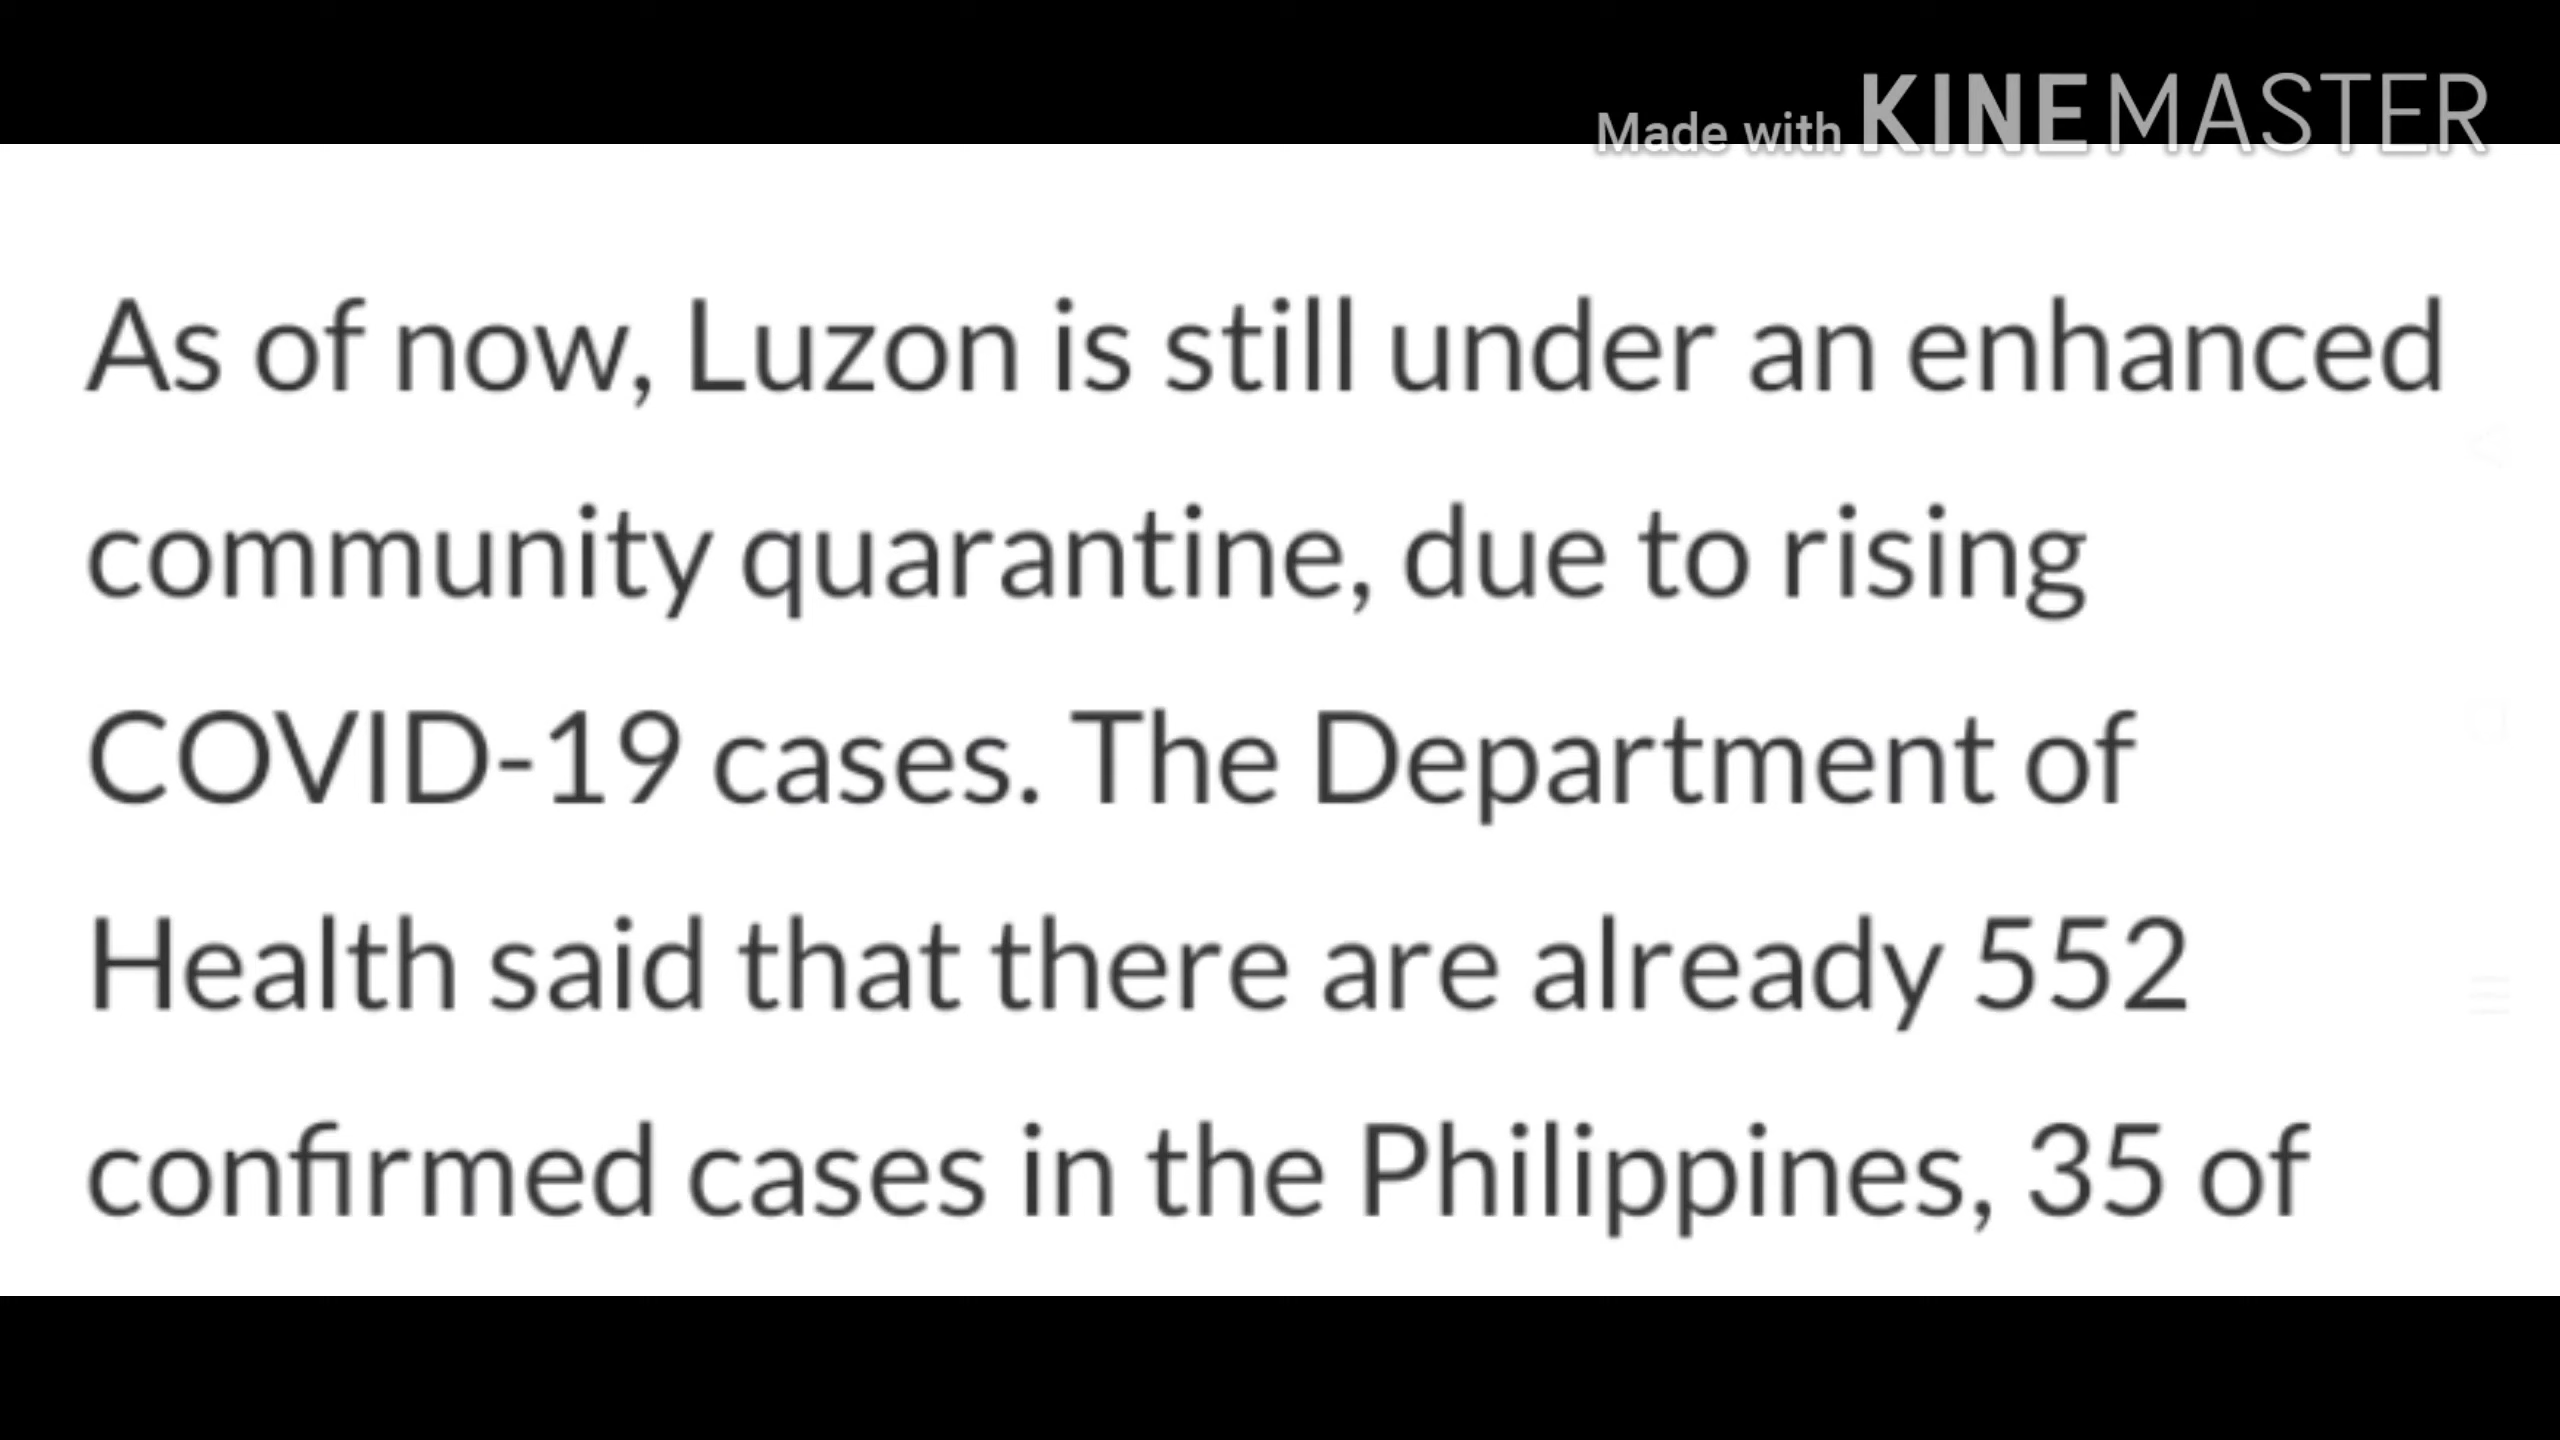 Made with KINEMASTER
As of now, Luzon is still under an enhanced
community quarantine, due to rising
COVID-19 cases. The Department of
Health said that there are already 552
confirmed cases in the Philippines, 35 of